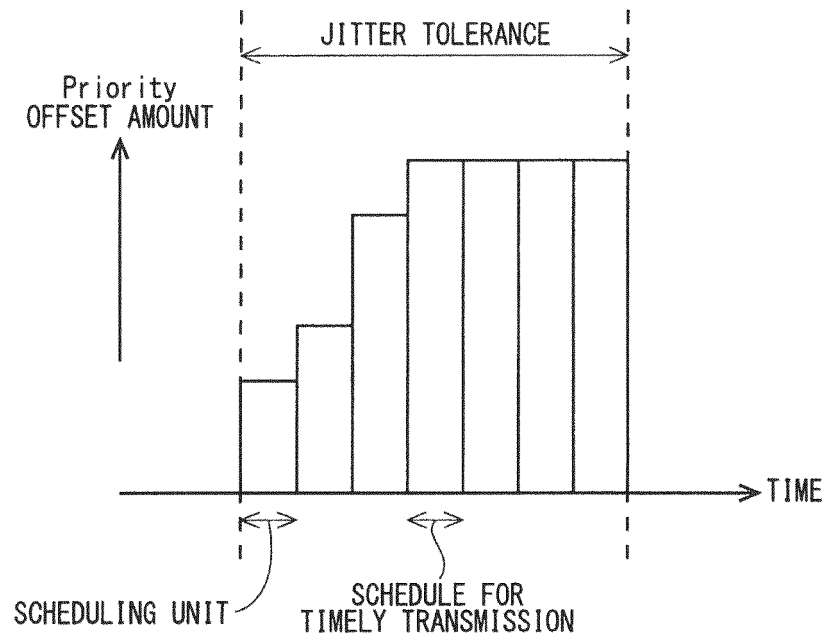 JITTER TOLERANCE
Priority
OFFSET AMOUNT
TIME
SCHEDULING UNIT
SCHEDULE FOR
TIMELY TRANSMISSION